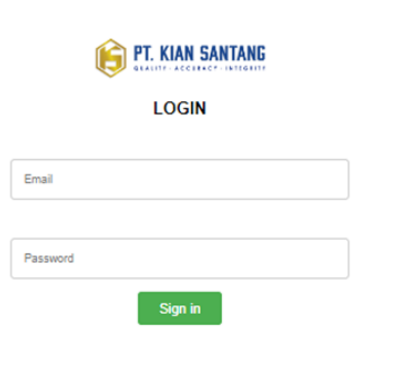 PT. KIAN SANTANG
QUALITY - ACCURACY - INTEGRITY
LOGIN
Email
Password
Sign in